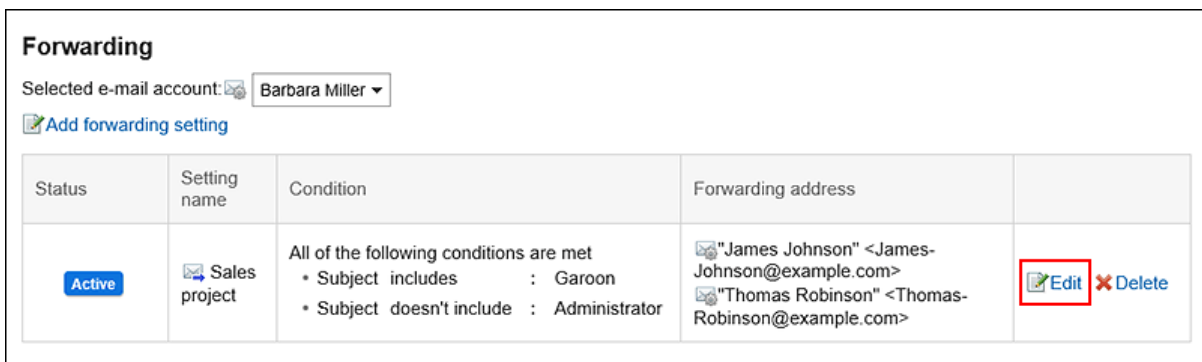 Forwarding
Selected e-mail account: Barbara Miller
Add forwarding setting
Status Setting name Condition Forwarding address
Active Sales project
All of the following conditions are met
• Subject includes : Garoon
• Subject doesn't include : Administrator
"James Johnson" <James-
Johnson@example.com>
"Thomas Robinson" <Thomas-
Robinson@example.com>
Edit Delete